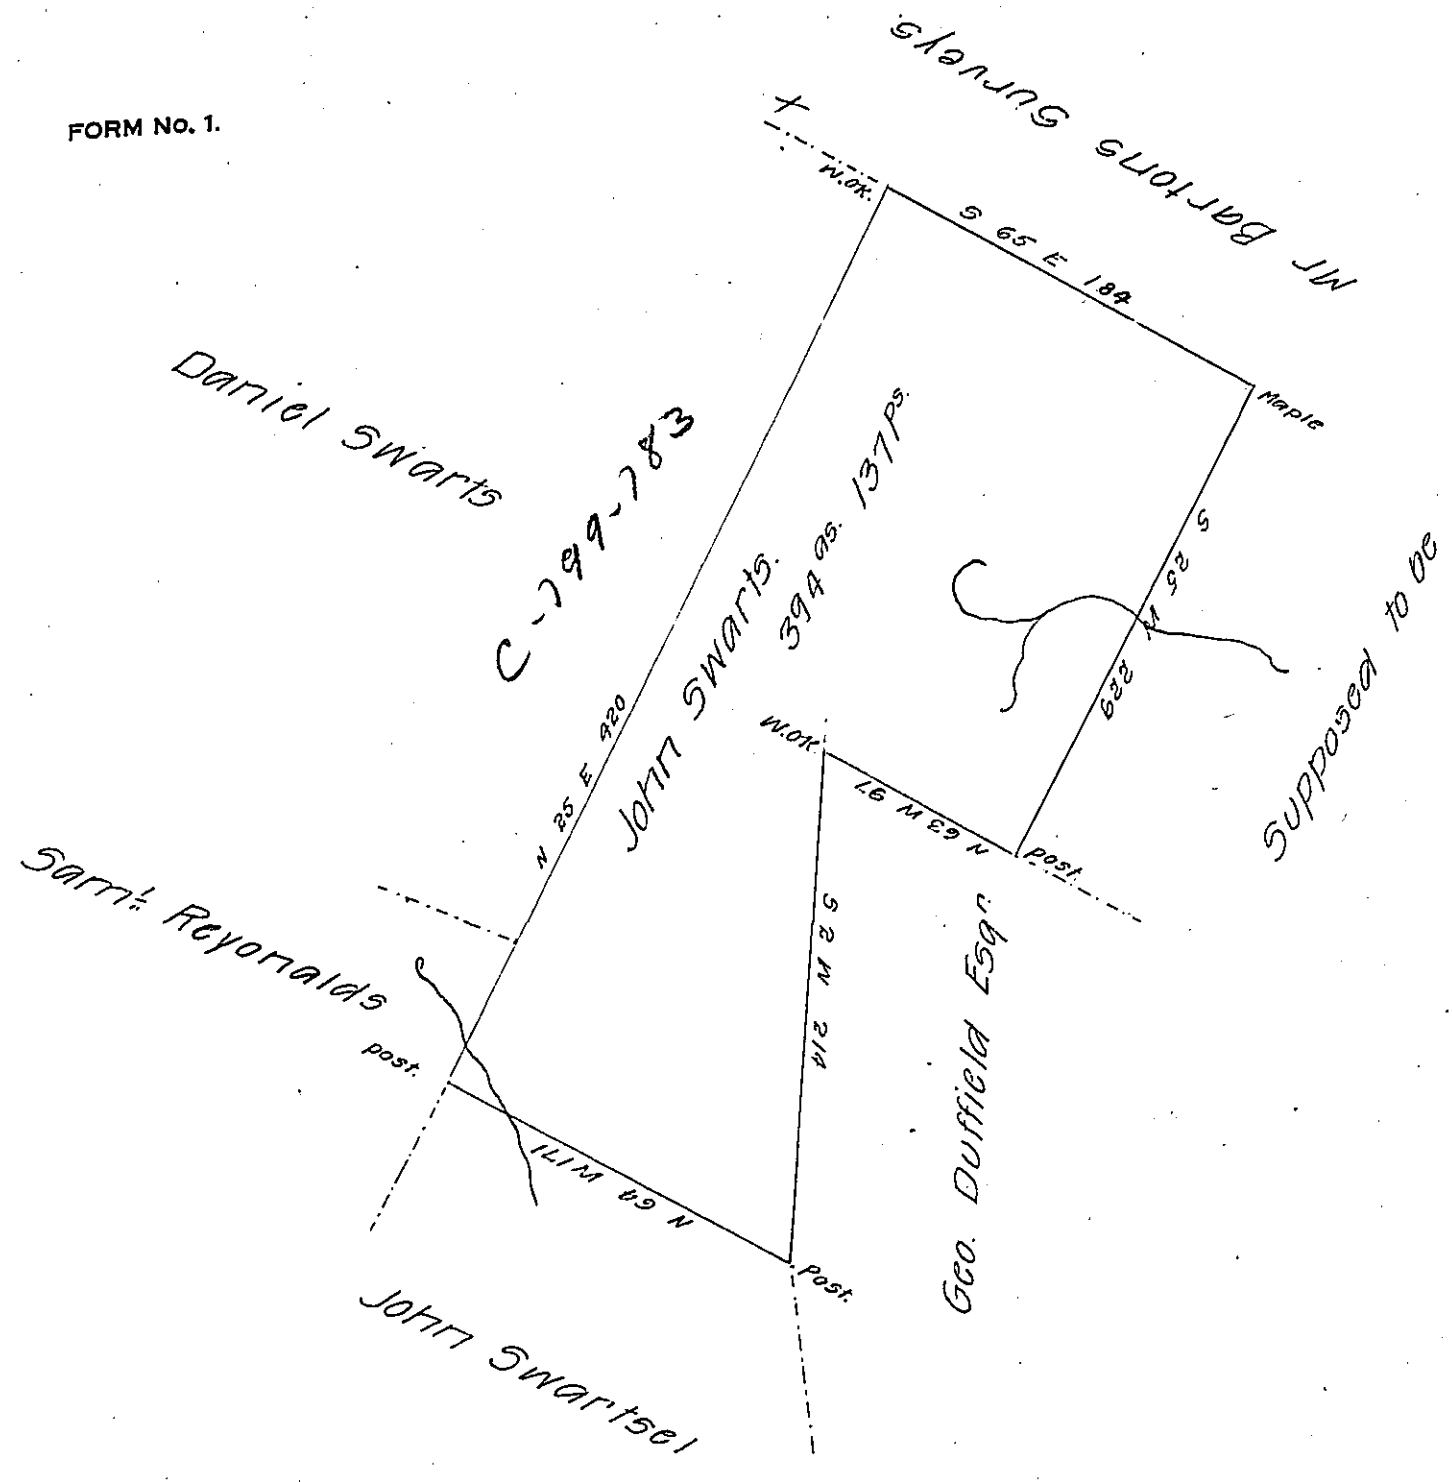 FORM No. 1.
Mr Bartons Surveys.
X
W.OK.
S 65 E 184
Maple
Daniel Swarts
C-199-183
John Swarts.
394 as. 137 ps.
S 25 W 229
Supposed to be
N 25 E 420
W.OK.
N 63 W 97
post.
Sam.l Reyonalds
S 2 W 214
Geo. Duffield Esqr.
post.
N 64 W 171
post.
John Swartsel